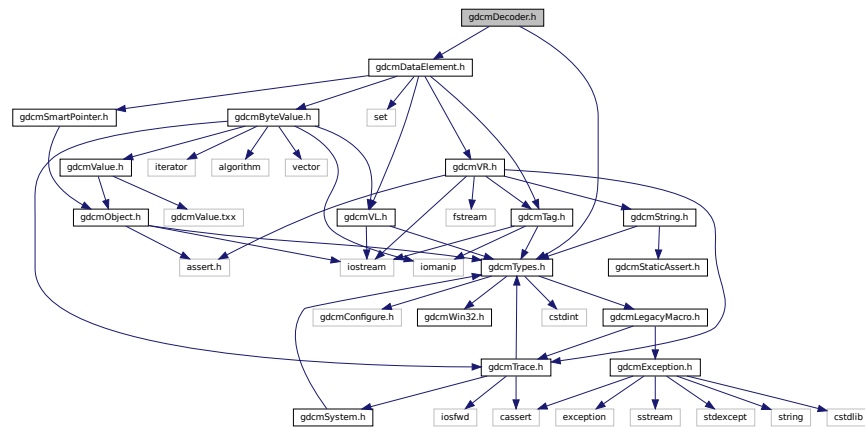 gdcmDecoder.h
gdcmDataElement.h
gdcmSmartPointer.h
gdcmByteValue.h
set
gdcmValue.h
iterator
algorithm
vector
gdcmVR.h
gdcmObject.h
gdcmValue.txx
gdcmVL.h
fstream
gdcmTag.h
gdcmString.h
assert.h
iostream
iomanip
gdcmTypes.h
gdcmStaticAssert.h
gdcmConfigure.h
gdcmWin32.h
cstdint
gdcmLegacyMacro.h
gdcmTrace.h
gdcmException.h
gdcmSystem.h
iosfwd
cassert
exception
sstream
stdexcept
string
cstdlib